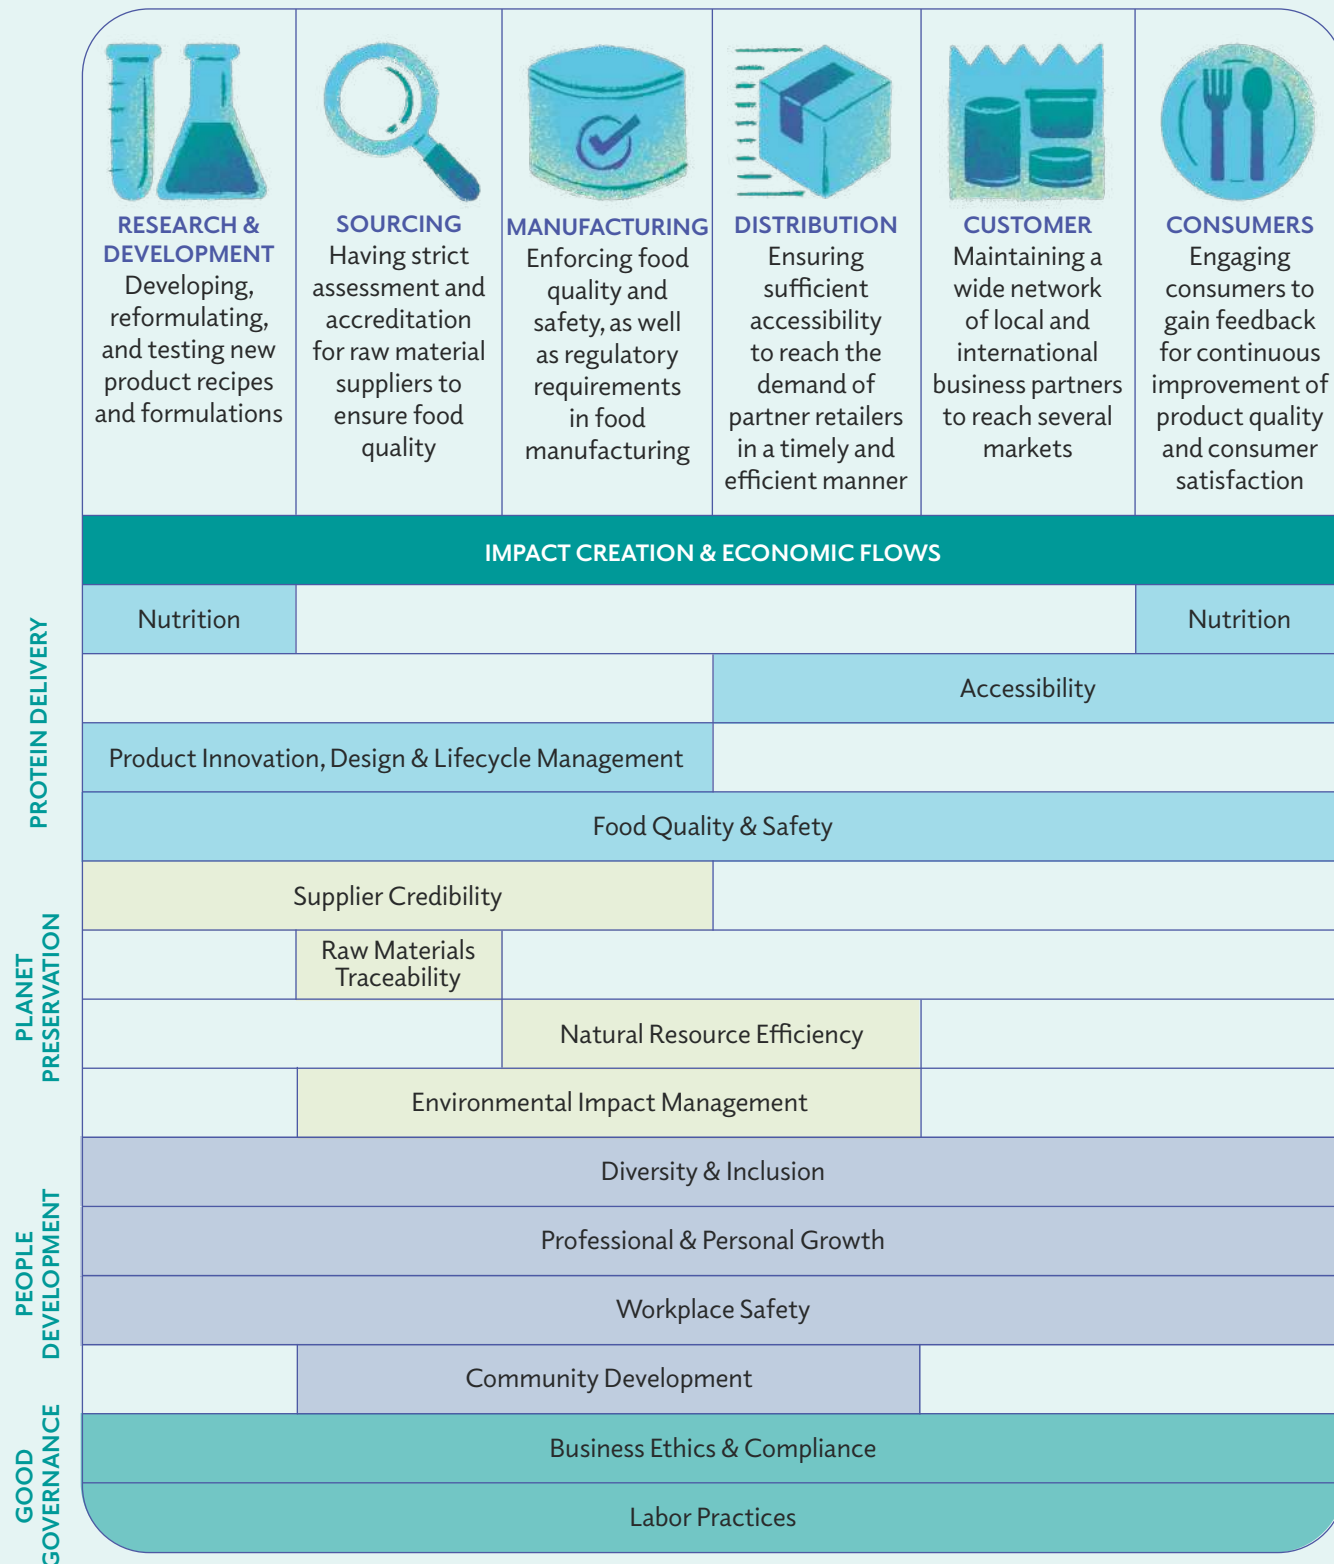 RESEARCH &
DEVELOPMENT
Developing,
reformulating,
and testing new
product recipes
and formulations
SOURCING
Having strict
assessment and
accreditation
for raw material
suppliers to
ensure food
quality
MANUFACTURING
Enforcing food
quality and
safety, as well
as regulatory
requirements
in food
manufacturing
DISTRIBUTION
Ensuring
sufficient
accessibility
to reach the
demand of
partner retailers
in a timely and
efficient manner
CUSTOMER
Maintaining a
wide network
of local and
international
business partners
to reach several
markets
CONSUMERS
Engaging
consumers to
gain feedback
for continuous
improvement of
product quality
and consumer
satisfaction
IMPACT CREATION & ECONOMIC FLOWS
PROTEIN DELIVERY
Nutrition
Nutrition
Accessibility
Product Innovation, Design & Lifecycle Management
Food Quality & Safety
PLANET
PRESERVATION
Supplier Credibility
Raw Materials
Traceability
Natural Resource Efficiency
Environmental Impact Management
PEOPLE
DEVELOPMENT
Diversity & Inclusion
Professional & Personal Growth
Workplace Safety
Community Development
GOOD
GOVERNANCE
Business Ethics & Compliance
Labor Practices